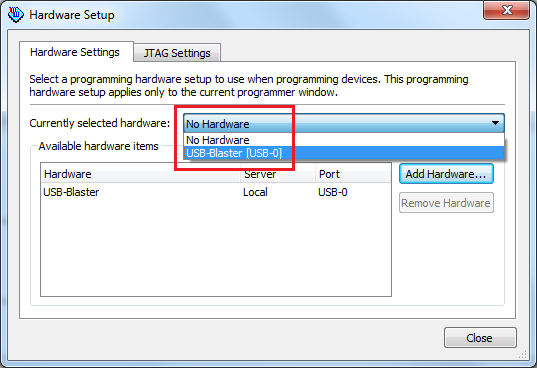 Hardware Setup
Hardware Settings
JTAG Settings
Select a programming hardware setup to use when programming devices. This programming
hardware setup applies only to the current programmer window.
Currently selected hardware:
No Hardware
No Hardware
USB-Blaster [USB-0]
Available hardware items
Hardware Server Port
USB-Blaster Local USB-0
Add Hardware...
Remove Hardware
Close